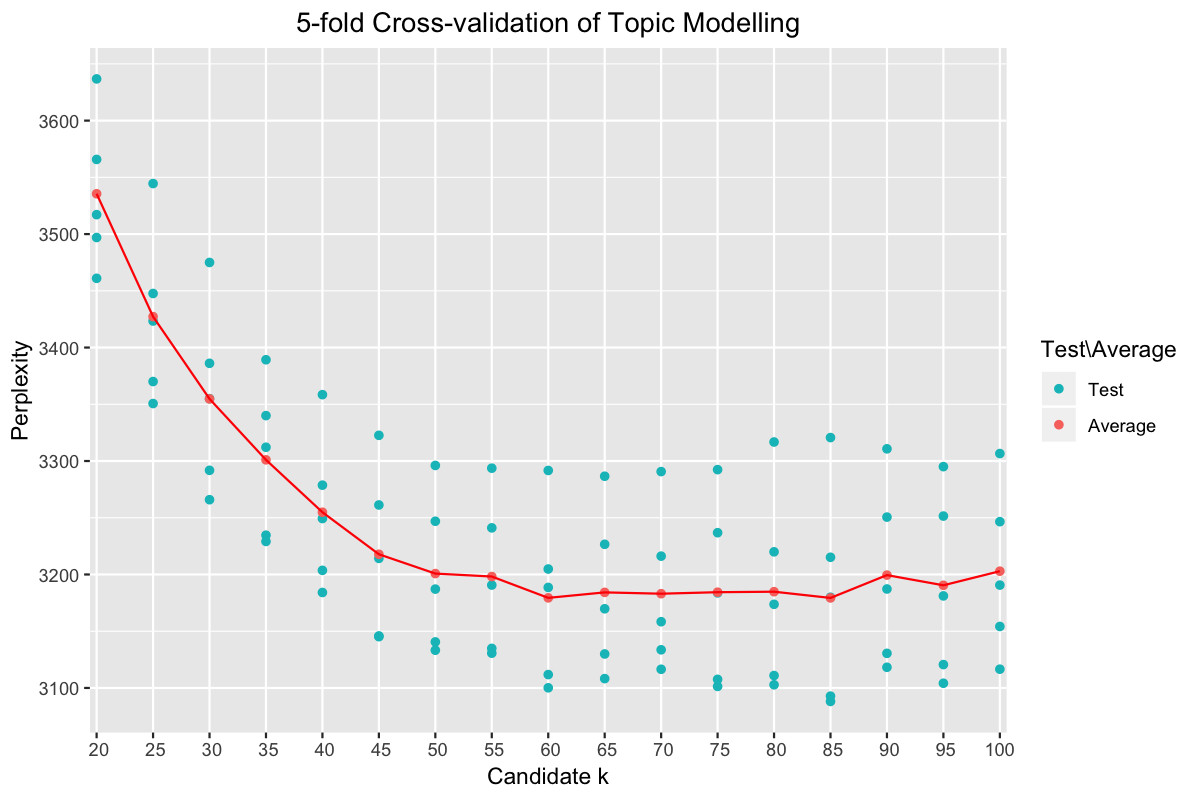 5-fold Cross-validation of Topic Modelling
Perplexity
3600
3500
3400
3300
3200
3100
20 25 30 35 40 45 50 55 60 65 70 75 80 85 90 95 100
Candidate k
Test\Average
Test
Average